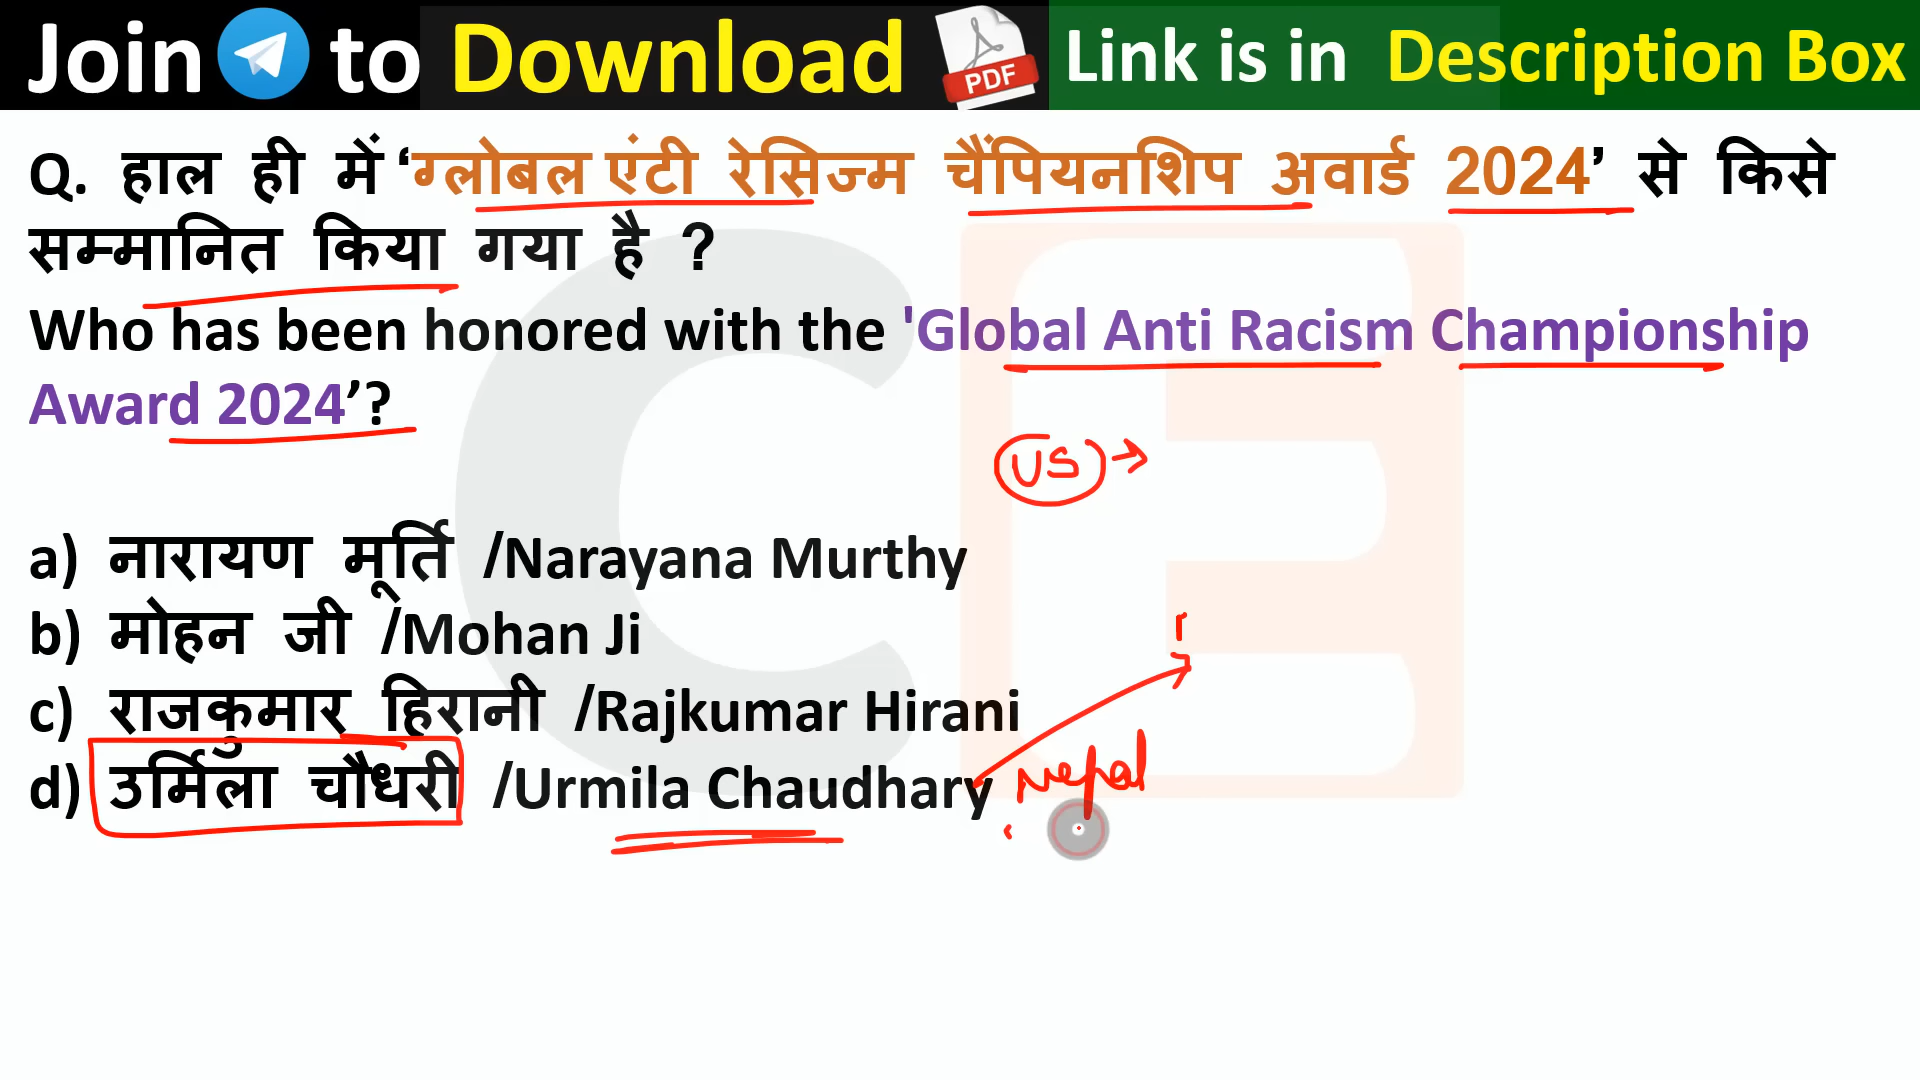 Join to Download PDF Link is in Description Box
Q. हाल ही में ‘ग्लोबल एंटी रेसिज्म चैंपियनशिप अवार्ड 2024’ से किसे
सम्मानित किया गया है ?
Who has been honored with the 'Global Anti Racism Championship
Award 2024’?
US
a) नारायण मूर्ति /Narayana Murthy
b) मोहन जी /Mohan Ji
c) राजकुमार हिरानी /Rajkumar Hirani
d) उर्मिला चौधरी /Urmila Chaudhary Nepal